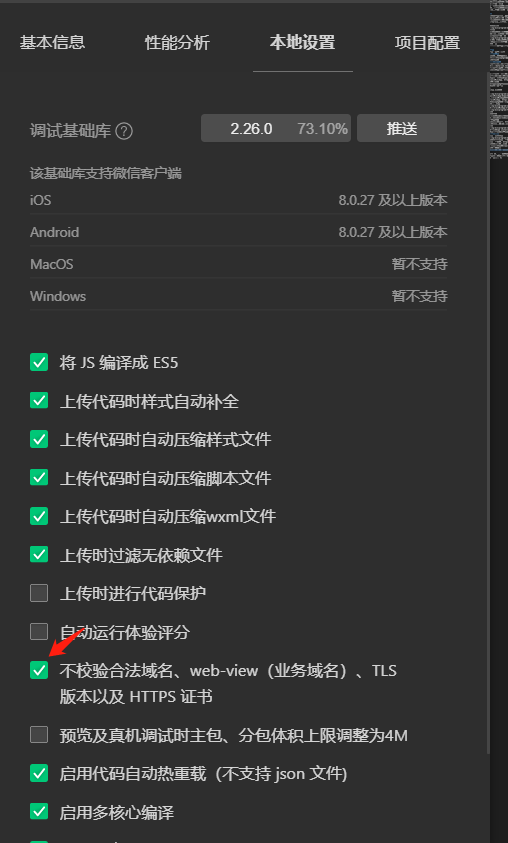 基本信息 性能分析 本地设置 项目配置
调试基础库 ? 2.26.0 73.10% 推送
该基础库支持微信客户端
iOS 8.0.27 及以上版本
Android 8.0.27 及以上版本
MacOS 暂不支持
Windows 暂不支持
将 JS 编译成 ES5
上传代码时样式自动补全
上传代码时自动压缩样式文件
上传代码时自动压缩脚本文件
上传代码时自动压缩wxml文件
上传时过滤无依赖文件
上传时进行代码保护
自动运行体验评分
不校验合法域名、web-view（业务域名）、TLS
版本以及 HTTPS 证书
预览及真机调试时主包、分包体积上限调整为4M
启用代码自动热重载（不支持 json 文件)
启用多核心编译